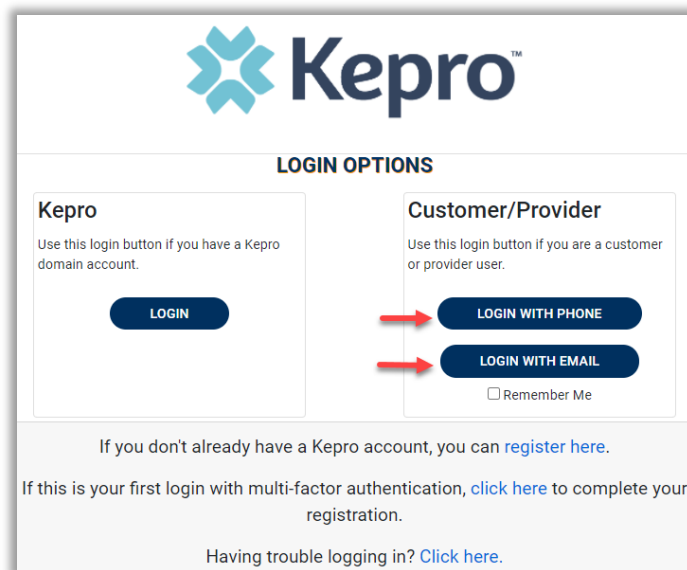 Kepro™
LOGIN OPTIONS
Kepro
Use this login button if you have a Kepro
domain account.
LOGIN
Customer/Provider
Use this login button if you are a customer
or provider user.
LOGIN WITH PHONE
LOGIN WITH EMAIL
Remember Me
If you don't already have a Kepro account, you can register here.
If this is your first login with multi-factor authentication, click here to complete your
registration.
Having trouble logging in? Click here.